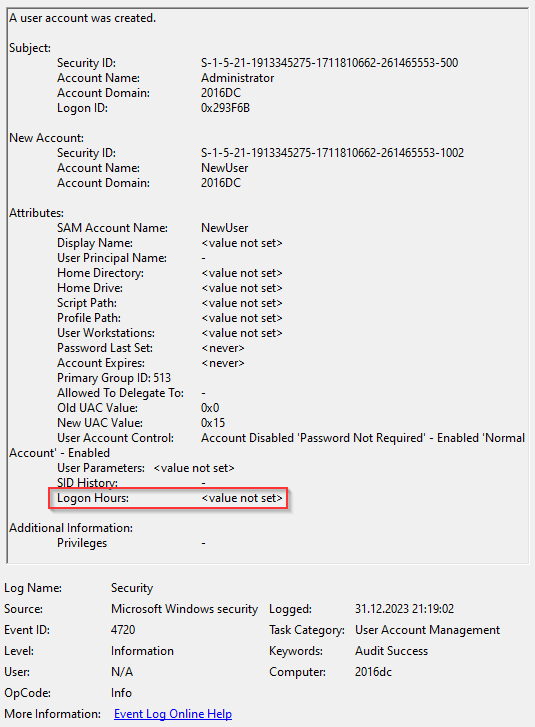 A user account was created.
Subject:
Security ID: S-1-5-21-1913345275-1711810662-261465553-500
Account Name: Administrator
Account Domain: 2016DC
Logon ID: 0x293F6B
New Account:
Security ID: S-1-5-21-1913345275-1711810662-261465553-1002
Account Name: NewUser
Account Domain: 2016DC
Attributes:
SAM Account Name: NewUser
Display Name: <value not set>
User Principal Name: -
Home Directory: <value not set>
Home Drive: <value not set>
Script Path: <value not set>
Profile Path: <value not set>
User Workstations: <value not set>
Password Last Set: <never>
Account Expires: <never>
Primary Group ID: 513
Allowed To Delegate To: -
Old UAC Value: 0x0
New UAC Value: 0x15
User Account Control: Account Disabled 'Password Not Required' - Enabled 'Normal
Account' - Enabled
User Parameters: <value not set>
SID History: -
Logon Hours: <value not set>
Additional Information:
Privileges -
Log Name: Security
Source: Microsoft Windows security Logged: 31.12.2023 21:19:02
Event ID: 4720 Task Category: User Account Management
Level: Information Keywords: Audit Success
User: N/A Computer: 2016dc
OpCode: Info
More Information: Event Log Online Help